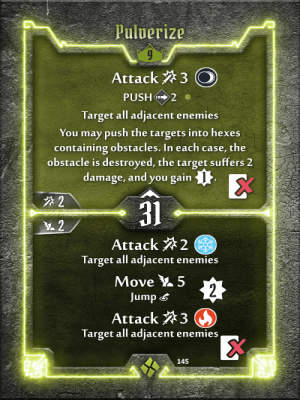 Pulverize
9
Attack 3
PUSH 2
Target all adjacent enemies
You may push the targets into hexes
containing obstacles. In each case, the
obstacle is destroyed, the target suffers 2
damage, and you gain 1.
2
31
2
Attack 2
Target all adjacent enemies
Move 5
Jump
2
Attack 3
Target all adjacent enemies
145